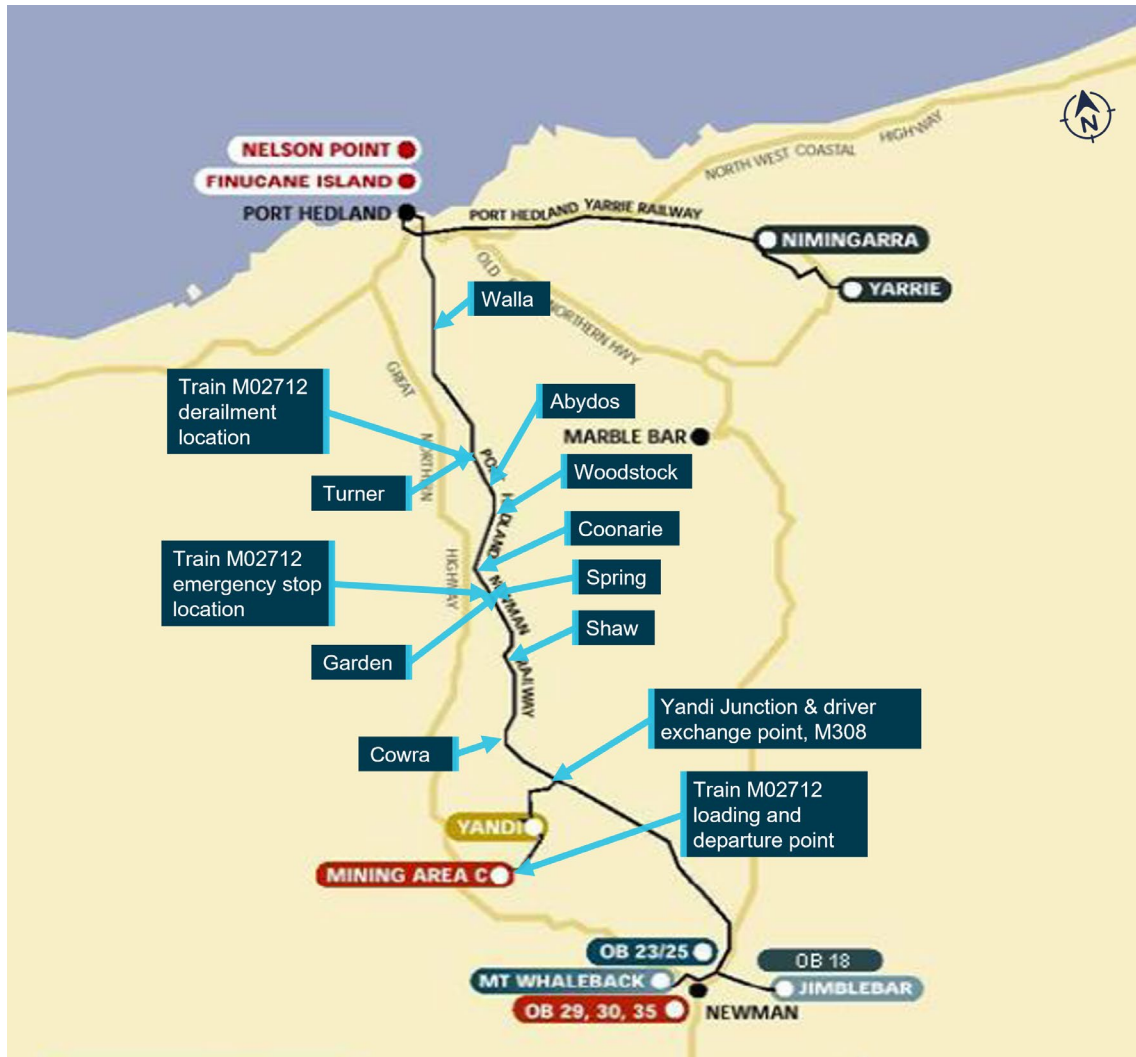 N
NELSON POINT
FINUCANE ISLAND
PORT HEDLAND
PORT HEDLAND YARRIE RAILWAY
NORTH WEST COASTAL HIGHWAY
NIMINGARRA
YARRIE
Walla
OLD
NORTHERN HWY
GREAT NORTHERN HIGHWAY
Train M02712
derailment
location
Abydos
MARBLE BAR
Turner
Woodstock
PORT HEDLAND NEWMAN RAILWAY
Coonarie
Train M02712
emergency stop
location
Spring
Shaw
Garden
Yandi Junction & driver
exchange point, M308
Cowra
Train M02712
loading and
departure point
YANDI
MINING AREA C
OB 23/25
OB 18
MT WHALEBACK
JIMBLEBAR
OB 29, 30, 35
NEWMAN